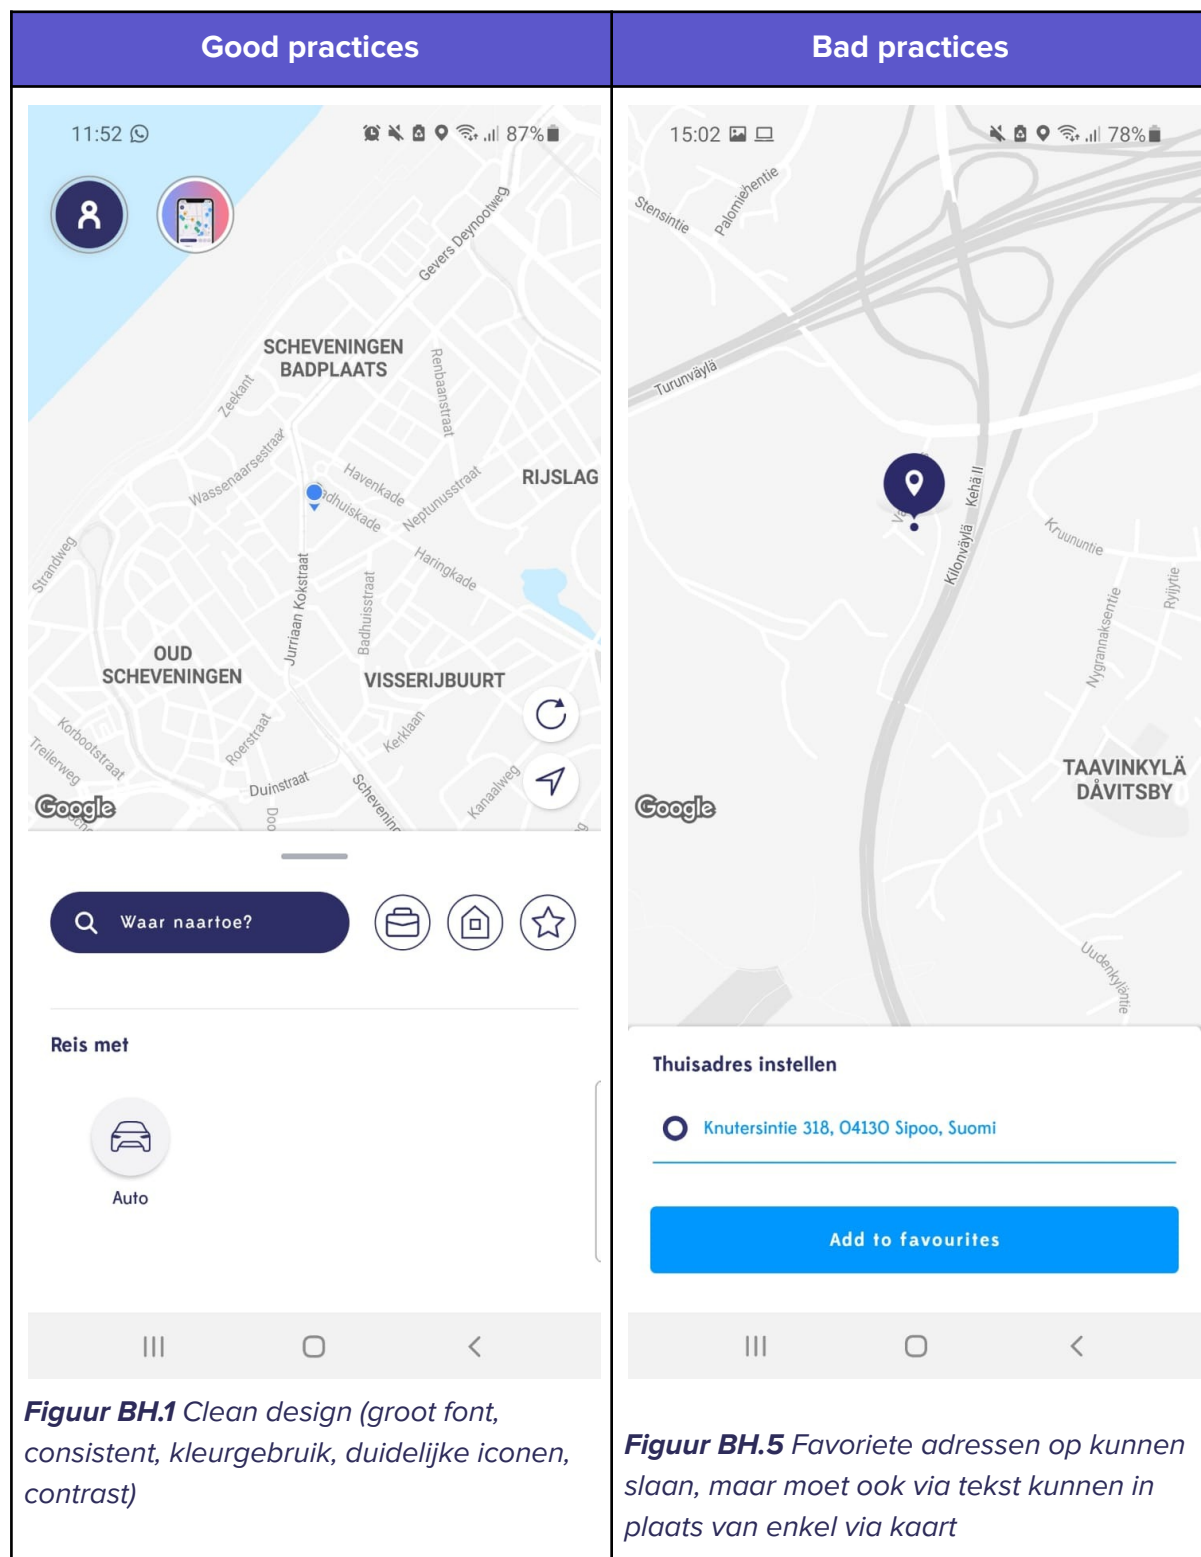 Good practices
Bad practices
11:52
87%
Gevers Deynootweg
SCHEVENINGEN
BADPLAATS
Renbaanstraat
Zeekant
Wassenaarsestraat
Havenkade
Badhuiskade
Neptunusstraat
RIJSLAG
Haringkade
Strandweg
Jurriaan Kokstraat
Badhuisstraat
OUD
SCHEVENINGEN
VISSERIJBUURT
Korbootstraat
Treilerweg
Roerstraat
Kerklaan
Duinstraat
Kanaalweg
Google
Waar naartoe?
Reis met
Auto
Figuur BH.1 Clean design (groot font,
consistent, kleurgebruik, duidelijke iconen,
contrast)
15:02
78%
Stensintie
Palomiehentie
Turunväylä
Kilonväylä
Kehä II
Kruununtie
Nygrannaksentie
Ryijytie
TAAVINKYLÄ
DÅVITSBY
Google
Uudenkyläntie
Thuisadres instellen
Knutersintie 318, 04130 Sipoo, Suomi
Add to favourites
Figuur BH.5 Favoriete adressen op kunnen
slaan, maar moet ook via tekst kunnen in
plaats van enkel via kaart